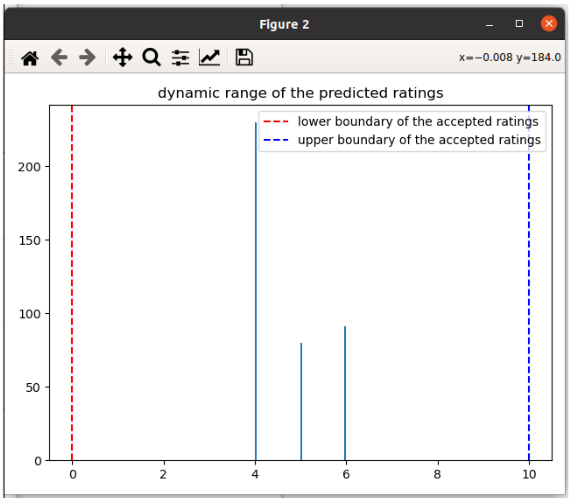 Figure 2
x=−0.008 y=184.0
dynamic range of the predicted ratings
lower boundary of the accepted ratings
upper boundary of the accepted ratings
200
150
100
50
0
0 2 4 6 8 10